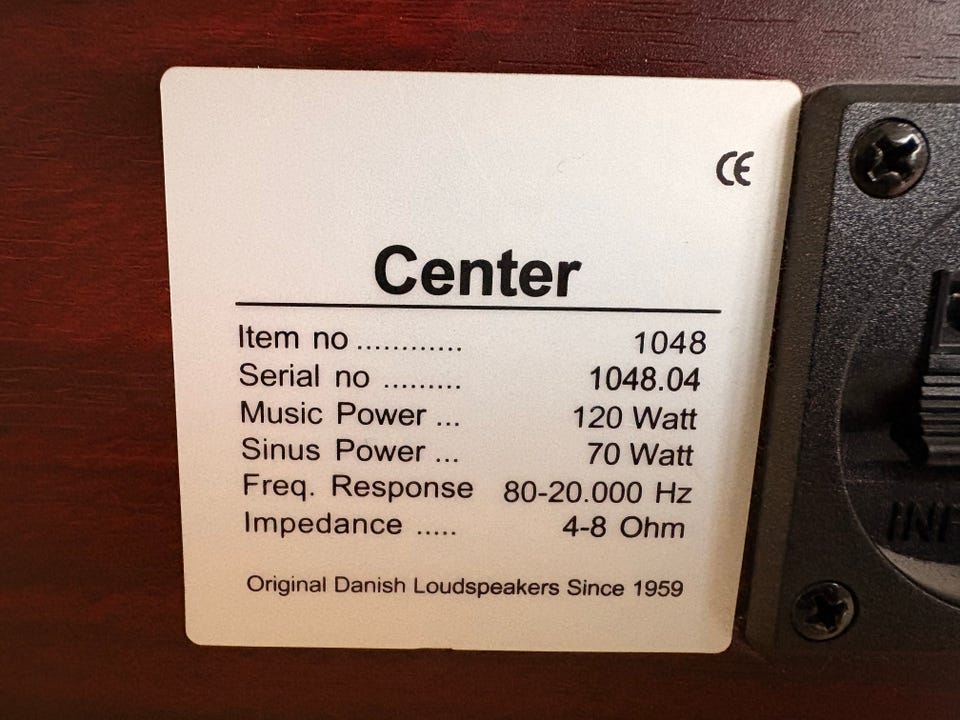 CE
Center
Item no ............ 1048
Serial no ......... 1048.04
Music Power ... 120 Watt
Sinus Power ... 70 Watt
Freq. Response 80-20.000 Hz
Impedance ..... 4-8 Ohm
Original Danish Loudspeakers Since 1959